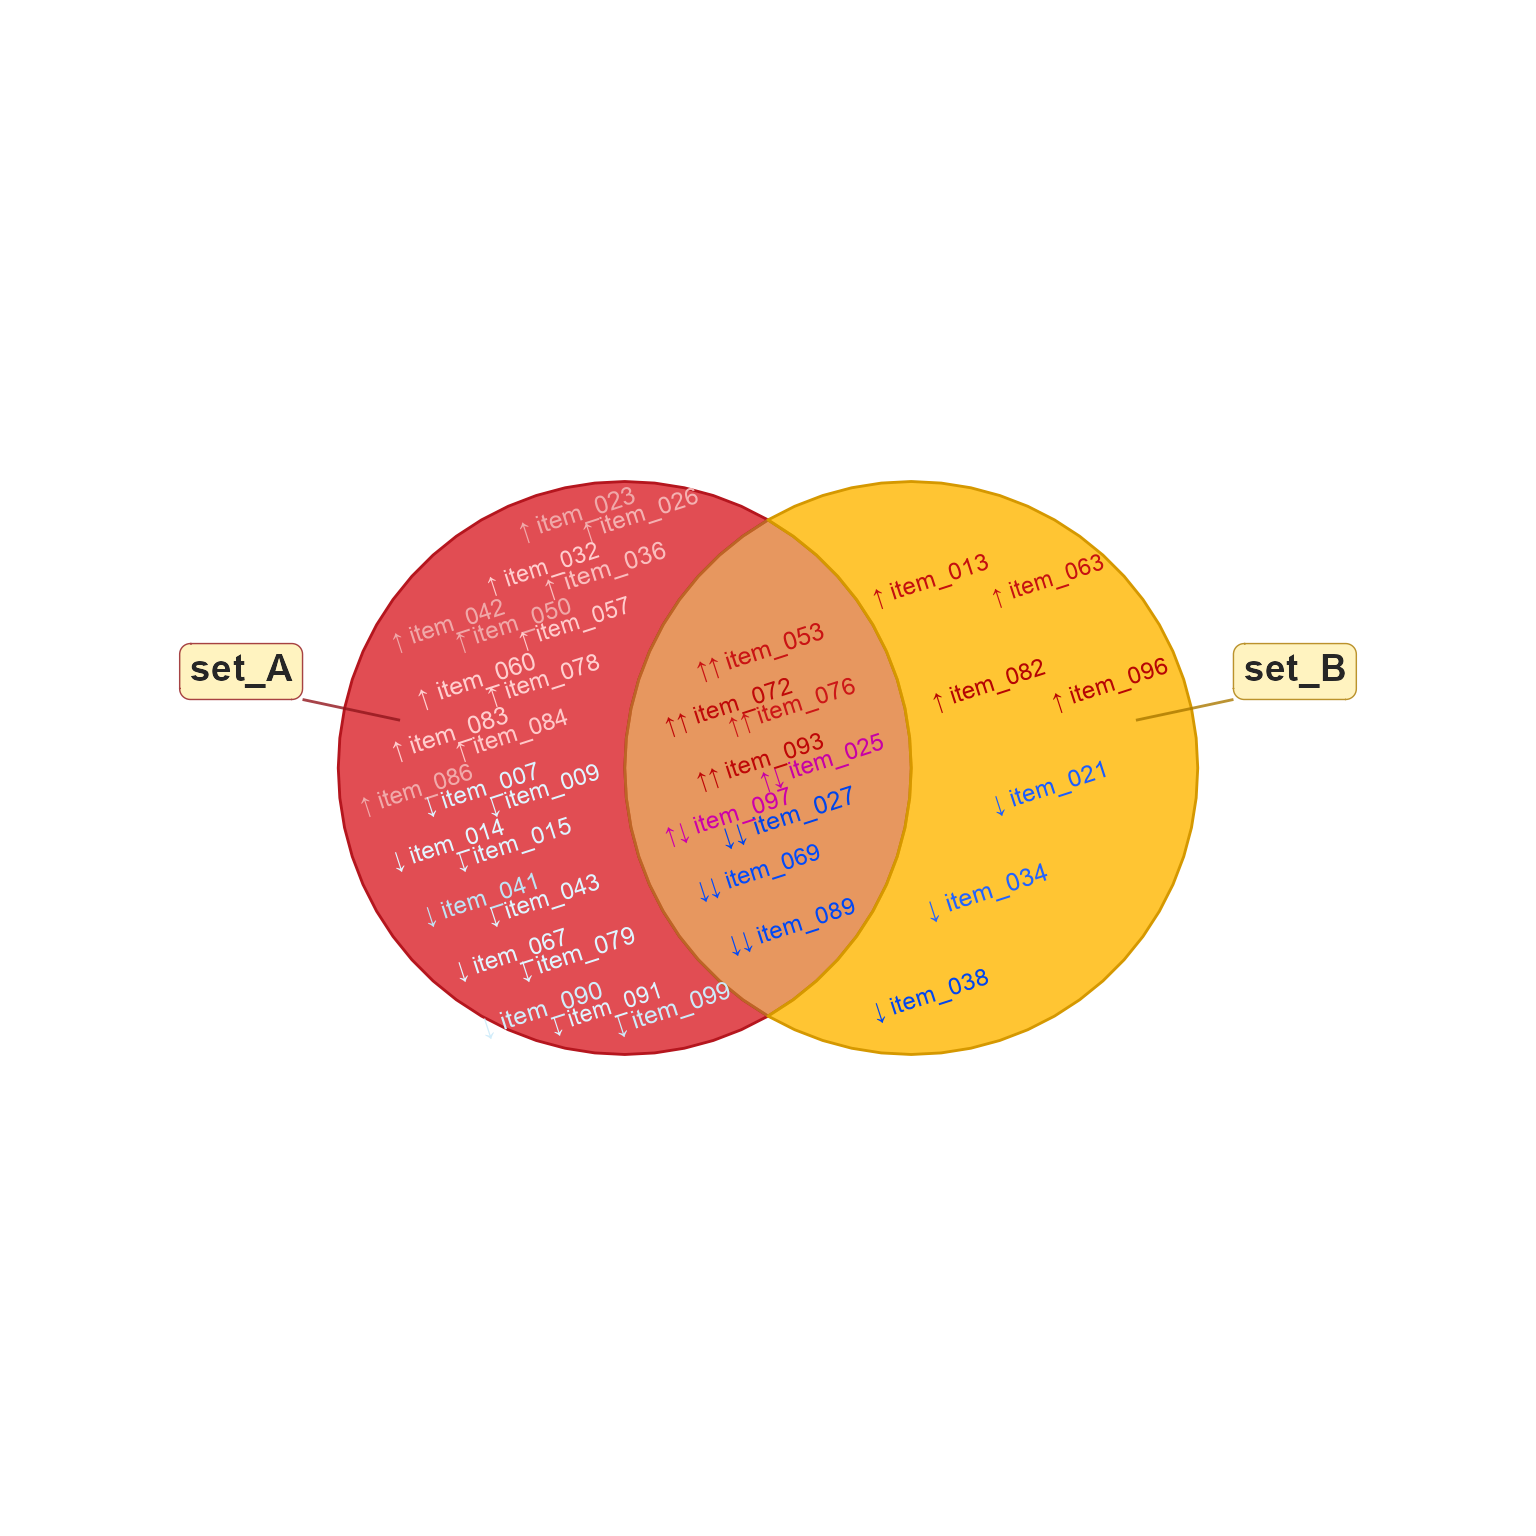 set_A
set_B
↑ item_023
↑ item_026
↑ item_032
↑ item_036
↑ item_042
↑ item_050
↑ item_057
↑ item_060
↑ item_078
↑ item_083
↑ item_084
↑ item_086
↓ item_007
↓ item_009
↓ item_014
↓ item_015
↓ item_041
↓ item_043
↓ item_067
↓ item_079
↓ item_090
↓ item_091
↓ item_099
↑↑ item_053
↑↑ item_072
↑↑ item_076
↑↑ item_093
↑↓ item_025
↑↓ item_097
↓↓ item_027
↓↓ item_069
↓↓ item_089
↑ item_013
↑ item_063
↑ item_082
↑ item_096
↓ item_021
↓ item_034
↓ item_038